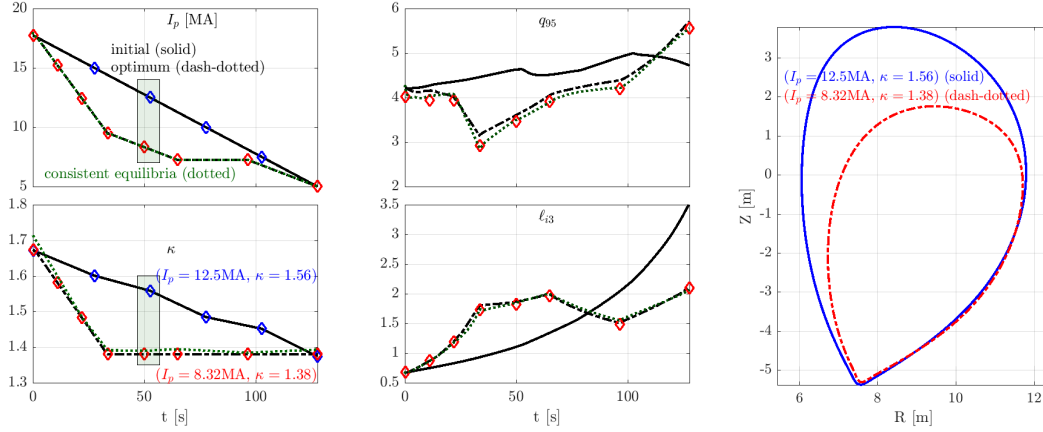 I_p [MA]
20
15
10
5
initial (solid)
optimum (dash-dotted)
consistent equilibria (dotted)
κ
1.8
1.7
1.6
1.5
1.4
1.3
(I_p = 12.5MA, κ = 1.56)
(I_p = 8.32MA, κ = 1.38)
0
50
100
t [s]
q_95
6
5
4
3
2
ℓ_i3
3.5
3
2.5
2
1.5
1
0.5
0
50
100
t [s]
(I_p = 12.5MA, κ = 1.56) (solid)
(I_p = 8.32MA, κ = 1.38) (dash-dotted)
Z [m]
3
2
1
0
-1
-2
-3
-4
-5
6
8
10
12
R [m]